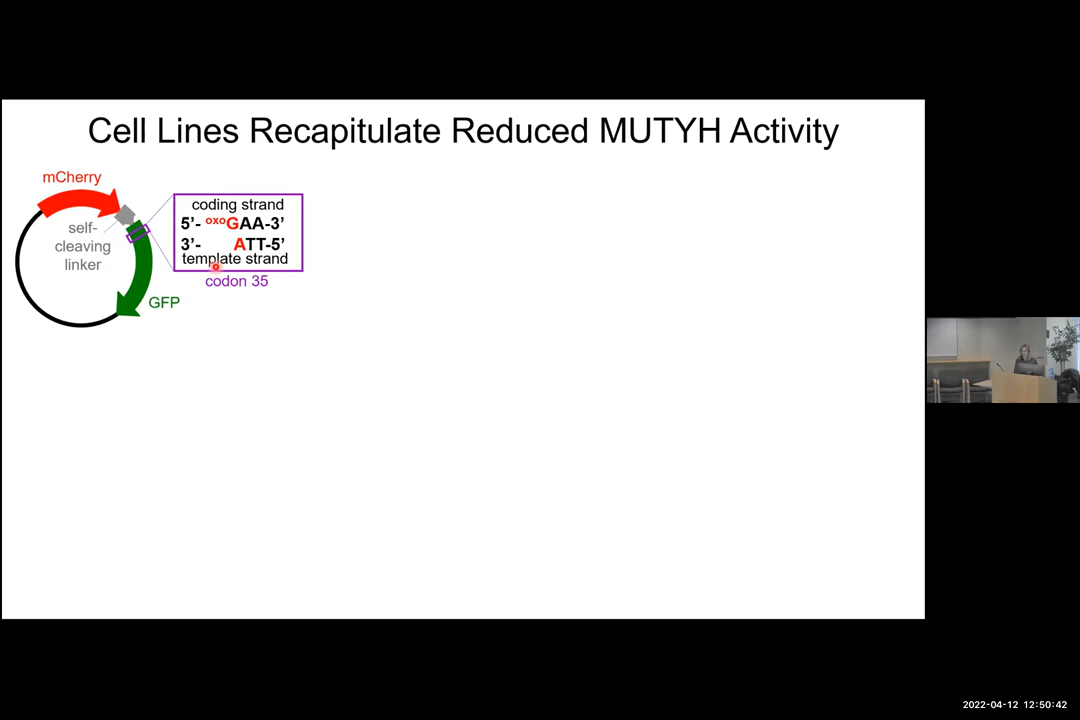 Cell Lines Recapitulate Reduced MUTYH Activity
mCherry
self-
cleaving
linker
GFP
coding strand
5’- oxoGAA-3’
3’- ATT-5’
template strand
codon 35
2022-04-12 12:50:42